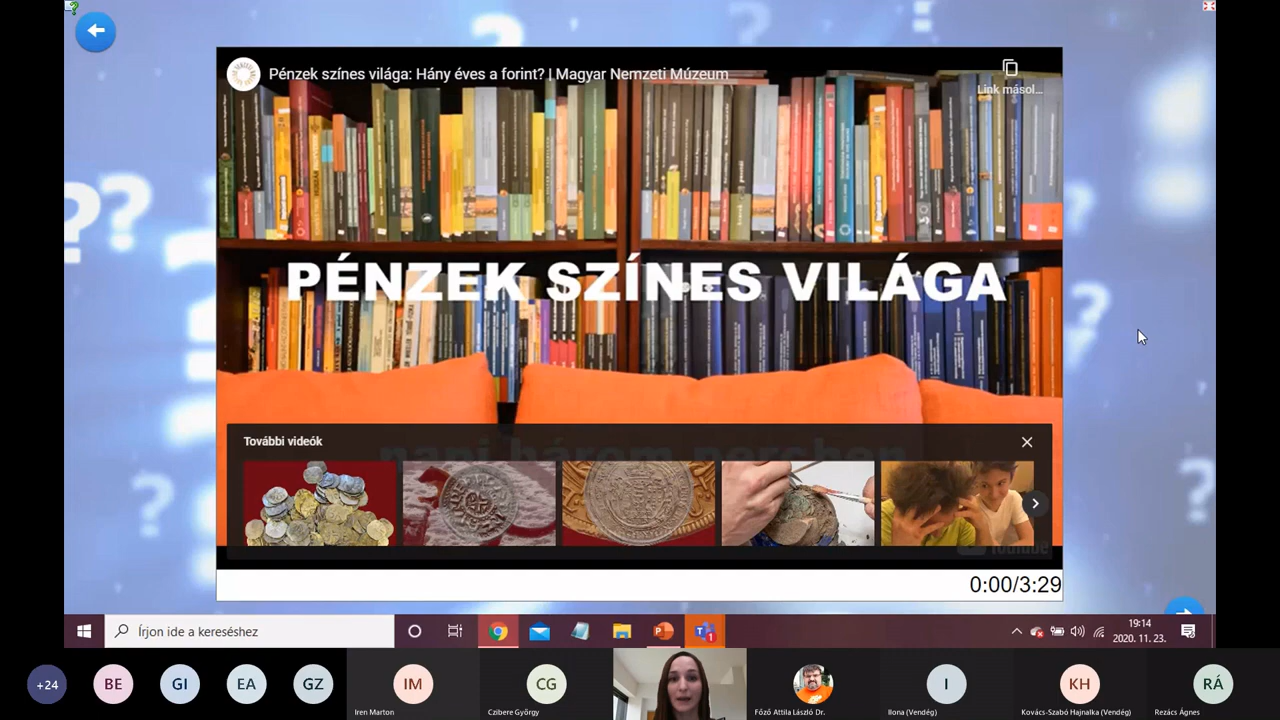 Pénzek színes világa: Hány éves a forint? | Magyar Nemzeti Múzeum
Link másol...
PÉNZEK SZÍNES VILÁGA
További videók
YouTube
0:00/3:29
Írjon ide a kereséshez
19:14
2020. 11. 23.
+24
BE
GI
EA
GZ
IM
CG
I
KH
RÁ
Iren Marton
Czibere György
Főző Attila László Dr.
Ilona (Vendég)
Kovács-Szabó Hajnalka (Vendég)
Rezács Ágnes